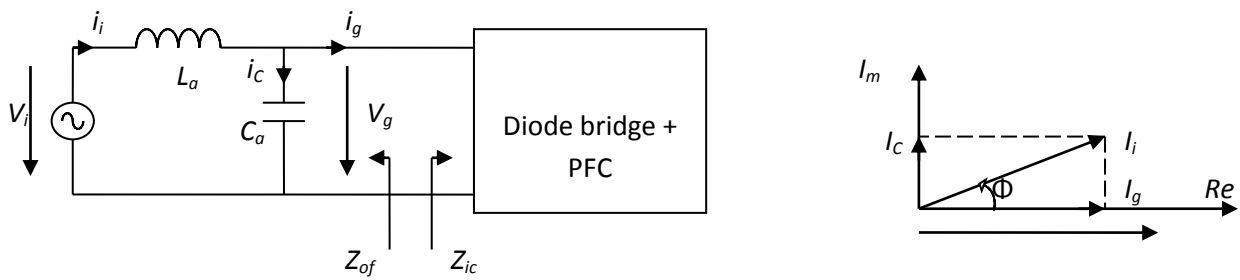 i_i
i_g
L_a
i_C
V_i
C_a
V_g
Diode bridge +
PFC
Z_of
Z_ic
I_m
I_C
I_i
Φ
I_g
Re